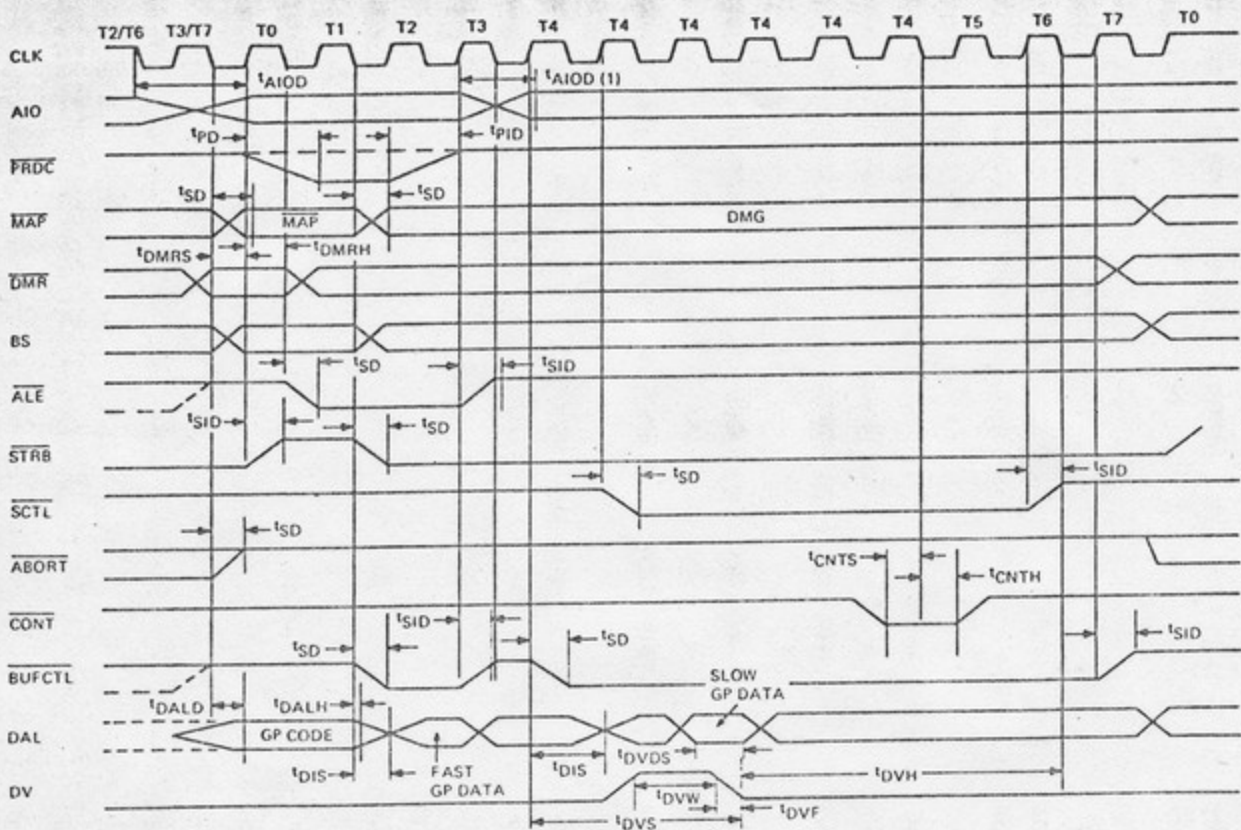 T2/T6 T3/T7 T0 T1 T2 T3 T4 T4 T4 T4 T4 T4 T5 T6 T7 T0
CLK
tAIOD tAIOD (1)
AIO
tPD tPID
PRDC
tSD tSD
MAP MAP DMG
tDMRS tDMRH
DMR
BS
tSD tSID
ALE
tSID tSD
STRB
tSD tSID
SCTL
tSD
ABORT
tCNTS tCNTH
CONT
tSID
tSD tSD tSID
BUFCTL
SLOW
GP DATA
tDALD tDALH
DAL GP CODE
tDVDS
tDIS FAST tDIS tDVH
GP DATA
DV
tDVW
tDVF
tDVS